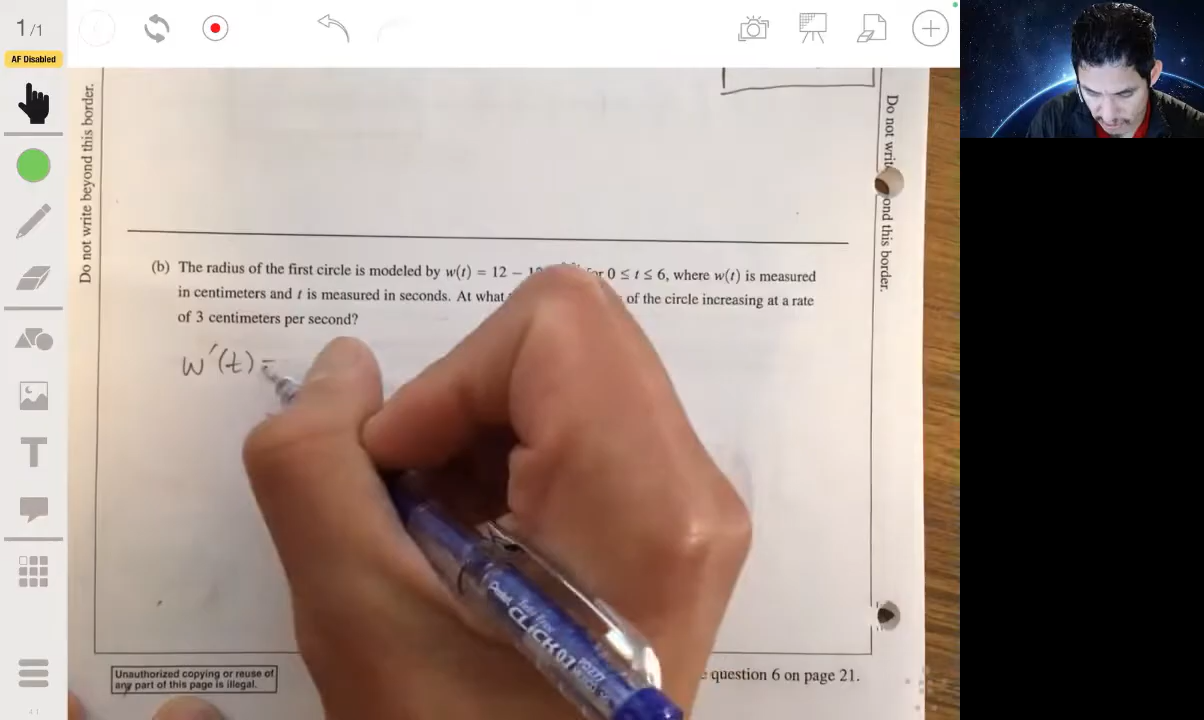 1/1
AF Disabled
Do not write beyond this border.
Do not write
ond this border.
(b) The radius of the first circle is modeled by w(t) = 12 − 0 ≤ t ≤ 6, where w(t) is measured
in centimeters and t is measured in seconds. At what of the circle increasing at a rate
of 3 centimeters per second?
w′(t) =
Pentel
CLICK 07
Unauthorized copying or reuse of
any part of this page is illegal.
question 6 on page 21.
T